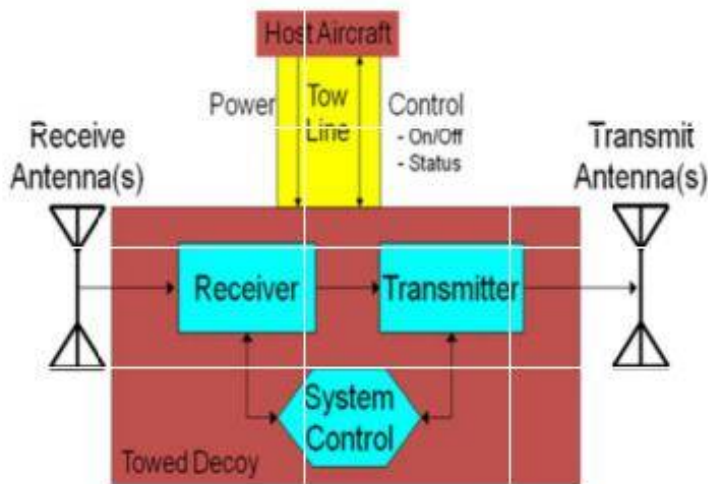 Host Aircraft
Power
Tow
Line
Control
- On/Off
- Status
Receive
Antenna(s)
Transmit
Antenna(s)
Receiver
Transmitter
System
Control
Towed Decoy